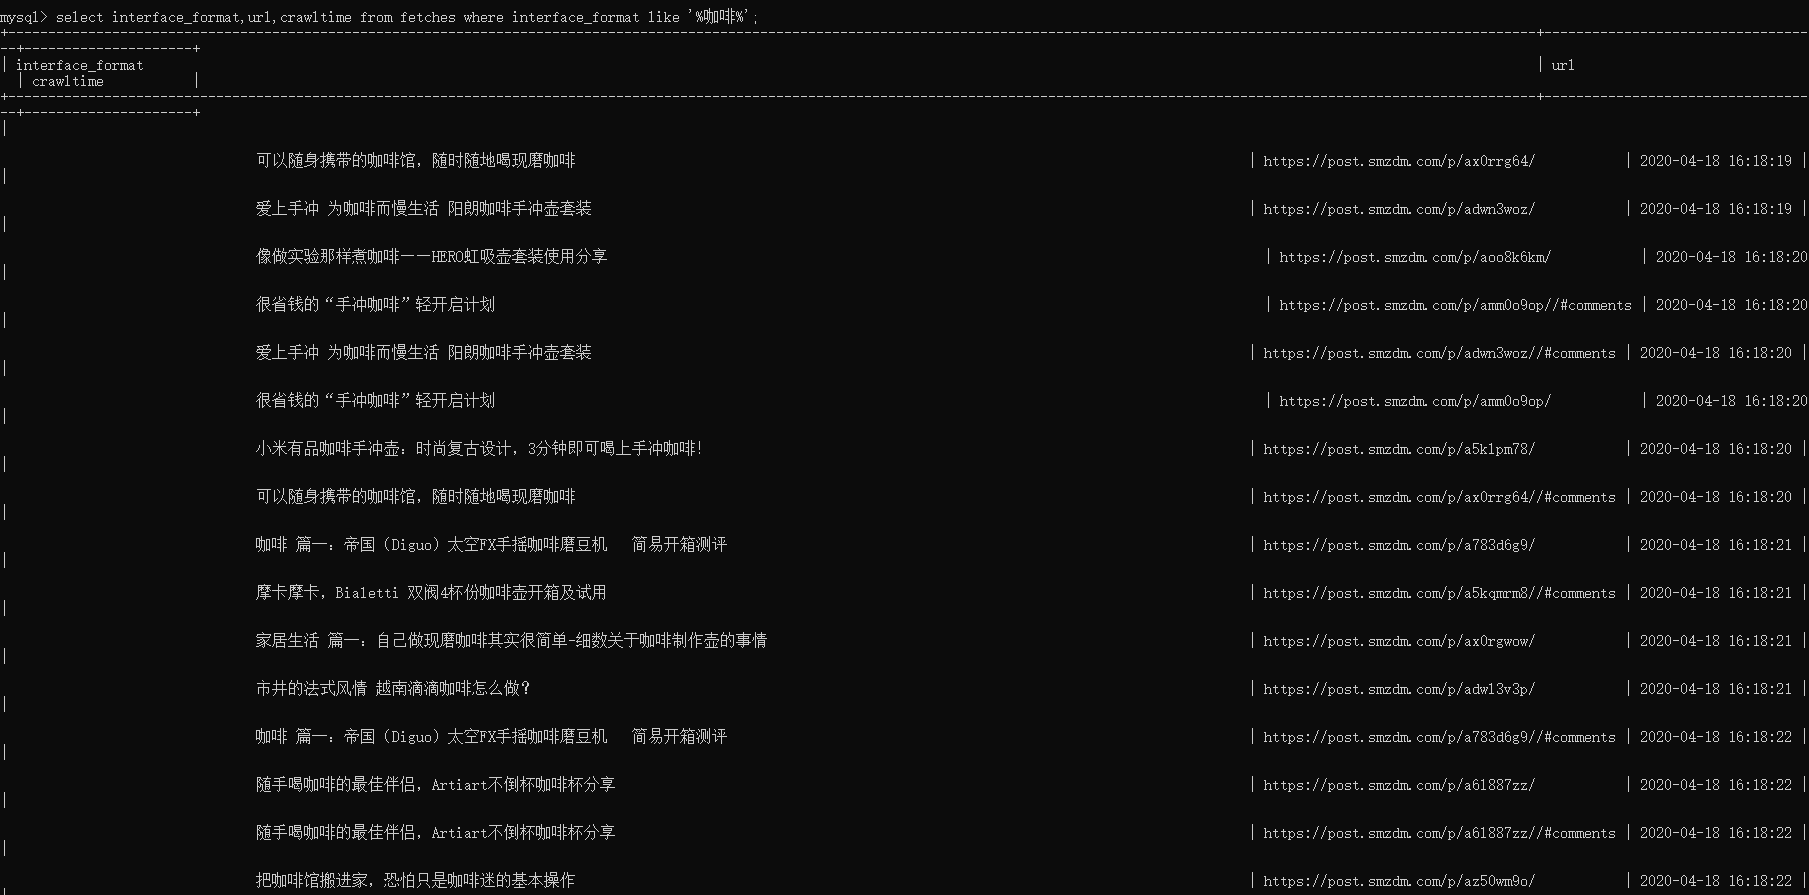 mysql> select interface_format,url,crawltime from fetches where interface_format like '%咖啡%';
| interface_format | url
| crawltime |
可以随身携带的咖啡馆，随时随地喝现磨咖啡 | https://post.smzdm.com/p/ax0rrg64/ | 2020-04-18 16:18:19 |
爱上手冲 为咖啡而慢生活 阳朗咖啡手冲壶套装 | https://post.smzdm.com/p/adwn3woz/ | 2020-04-18 16:18:19 |
像做实验那样煮咖啡——HERO虹吸壶套装使用分享 | https://post.smzdm.com/p/aoo8k6km/ | 2020-04-18 16:18:20
很省钱的“手冲咖啡”轻开启计划 | https://post.smzdm.com/p/amm0o9op//#comments | 2020-04-18 16:18:20
爱上手冲 为咖啡而慢生活 阳朗咖啡手冲壶套装 | https://post.smzdm.com/p/adwn3woz//#comments | 2020-04-18 16:18:20 |
很省钱的“手冲咖啡”轻开启计划 | https://post.smzdm.com/p/amm0o9op/ | 2020-04-18 16:18:20
小米有品咖啡手冲壶：时尚复古设计，3分钟即可喝上手冲咖啡！ | https://post.smzdm.com/p/a5klpm78/ | 2020-04-18 16:18:20 |
可以随身携带的咖啡馆，随时随地喝现磨咖啡 | https://post.smzdm.com/p/ax0rrg64//#comments | 2020-04-18 16:18:20 |
咖啡 篇一：帝国（Diguo）太空FX手摇咖啡磨豆机 简易开箱测评 | https://post.smzdm.com/p/a783d6g9/ | 2020-04-18 16:18:21 |
摩卡摩卡，Bialetti 双阀4杯份咖啡壶开箱及试用 | https://post.smzdm.com/p/a5kqmrm8//#comments | 2020-04-18 16:18:21 |
家居生活 篇一：自己做现磨咖啡其实很简单-细数关于咖啡制作壶的事情 | https://post.smzdm.com/p/ax0rgwow/ | 2020-04-18 16:18:21 |
市井的法式风情 越南滴滴咖啡怎么做？ | https://post.smzdm.com/p/adwl3v3p/ | 2020-04-18 16:18:21 |
咖啡 篇一：帝国（Diguo）太空FX手摇咖啡磨豆机 简易开箱测评 | https://post.smzdm.com/p/a783d6g9//#comments | 2020-04-18 16:18:22 |
随手喝咖啡的最佳伴侣，Artiart不倒杯咖啡杯分享 | https://post.smzdm.com/p/a6l887zz/ | 2020-04-18 16:18:22 |
随手喝咖啡的最佳伴侣，Artiart不倒杯咖啡杯分享 | https://post.smzdm.com/p/a6l887zz//#comments | 2020-04-18 16:18:22 |
把咖啡馆搬进家，恐怕只是咖啡迷的基本操作 | https://post.smzdm.com/p/az50wm9o/ | 2020-04-18 16:18:22 |